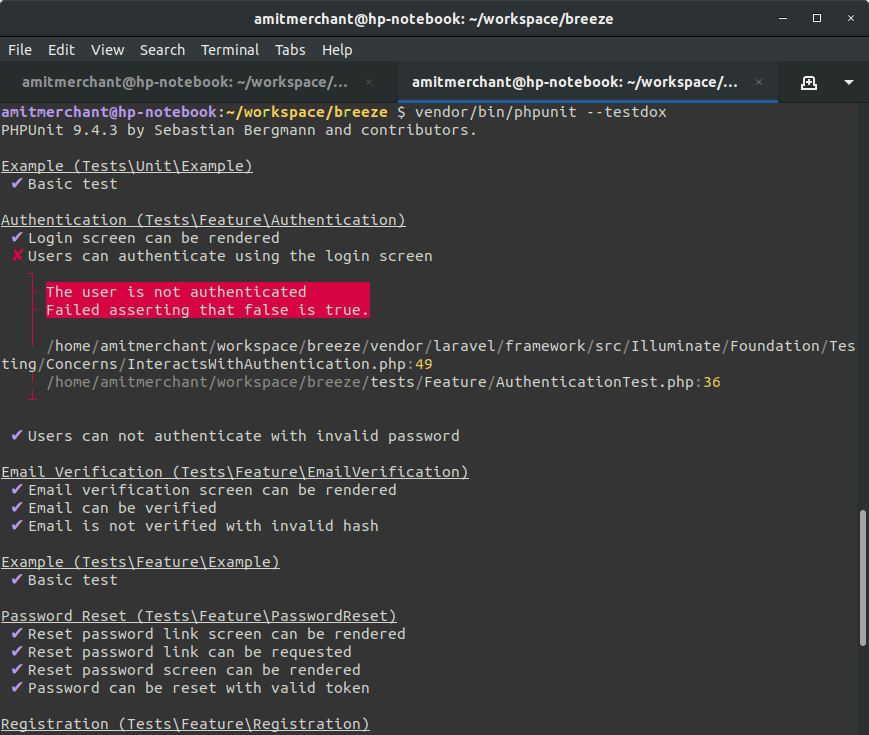 amitmerchant@hp-notebook: ~/workspace/breeze
File Edit View Search Terminal Tabs Help
amitmerchant@hp-notebook: ~/workspace/... × amitmerchant@hp-notebook: ~/workspace/... ×
amitmerchant@hp-notebook:~/workspace/breeze $ vendor/bin/phpunit --testdox
PHPUnit 9.4.3 by Sebastian Bergmann and contributors.
Example (Tests\Unit\Example)
✔ Basic test
Authentication (Tests\Feature\Authentication)
✔ Login screen can be rendered
✘ Users can authenticate using the login screen
The user is not authenticated
Failed asserting that false is true.
/home/amitmerchant/workspace/breeze/vendor/laravel/framework/src/Illuminate/Foundation/Tes
ting/Concerns/InteractsWithAuthentication.php:49
/home/amitmerchant/workspace/breeze/tests/Feature/AuthenticationTest.php:36
✔ Users can not authenticate with invalid password
Email Verification (Tests\Feature\EmailVerification)
✔ Email verification screen can be rendered
✔ Email can be verified
✔ Email is not verified with invalid hash
Example (Tests\Feature\Example)
✔ Basic test
Password Reset (Tests\Feature\PasswordReset)
✔ Reset password link screen can be rendered
✔ Reset password link can be requested
✔ Reset password screen can be rendered
✔ Password can be reset with valid token
Registration (Tests\Feature\Registration)